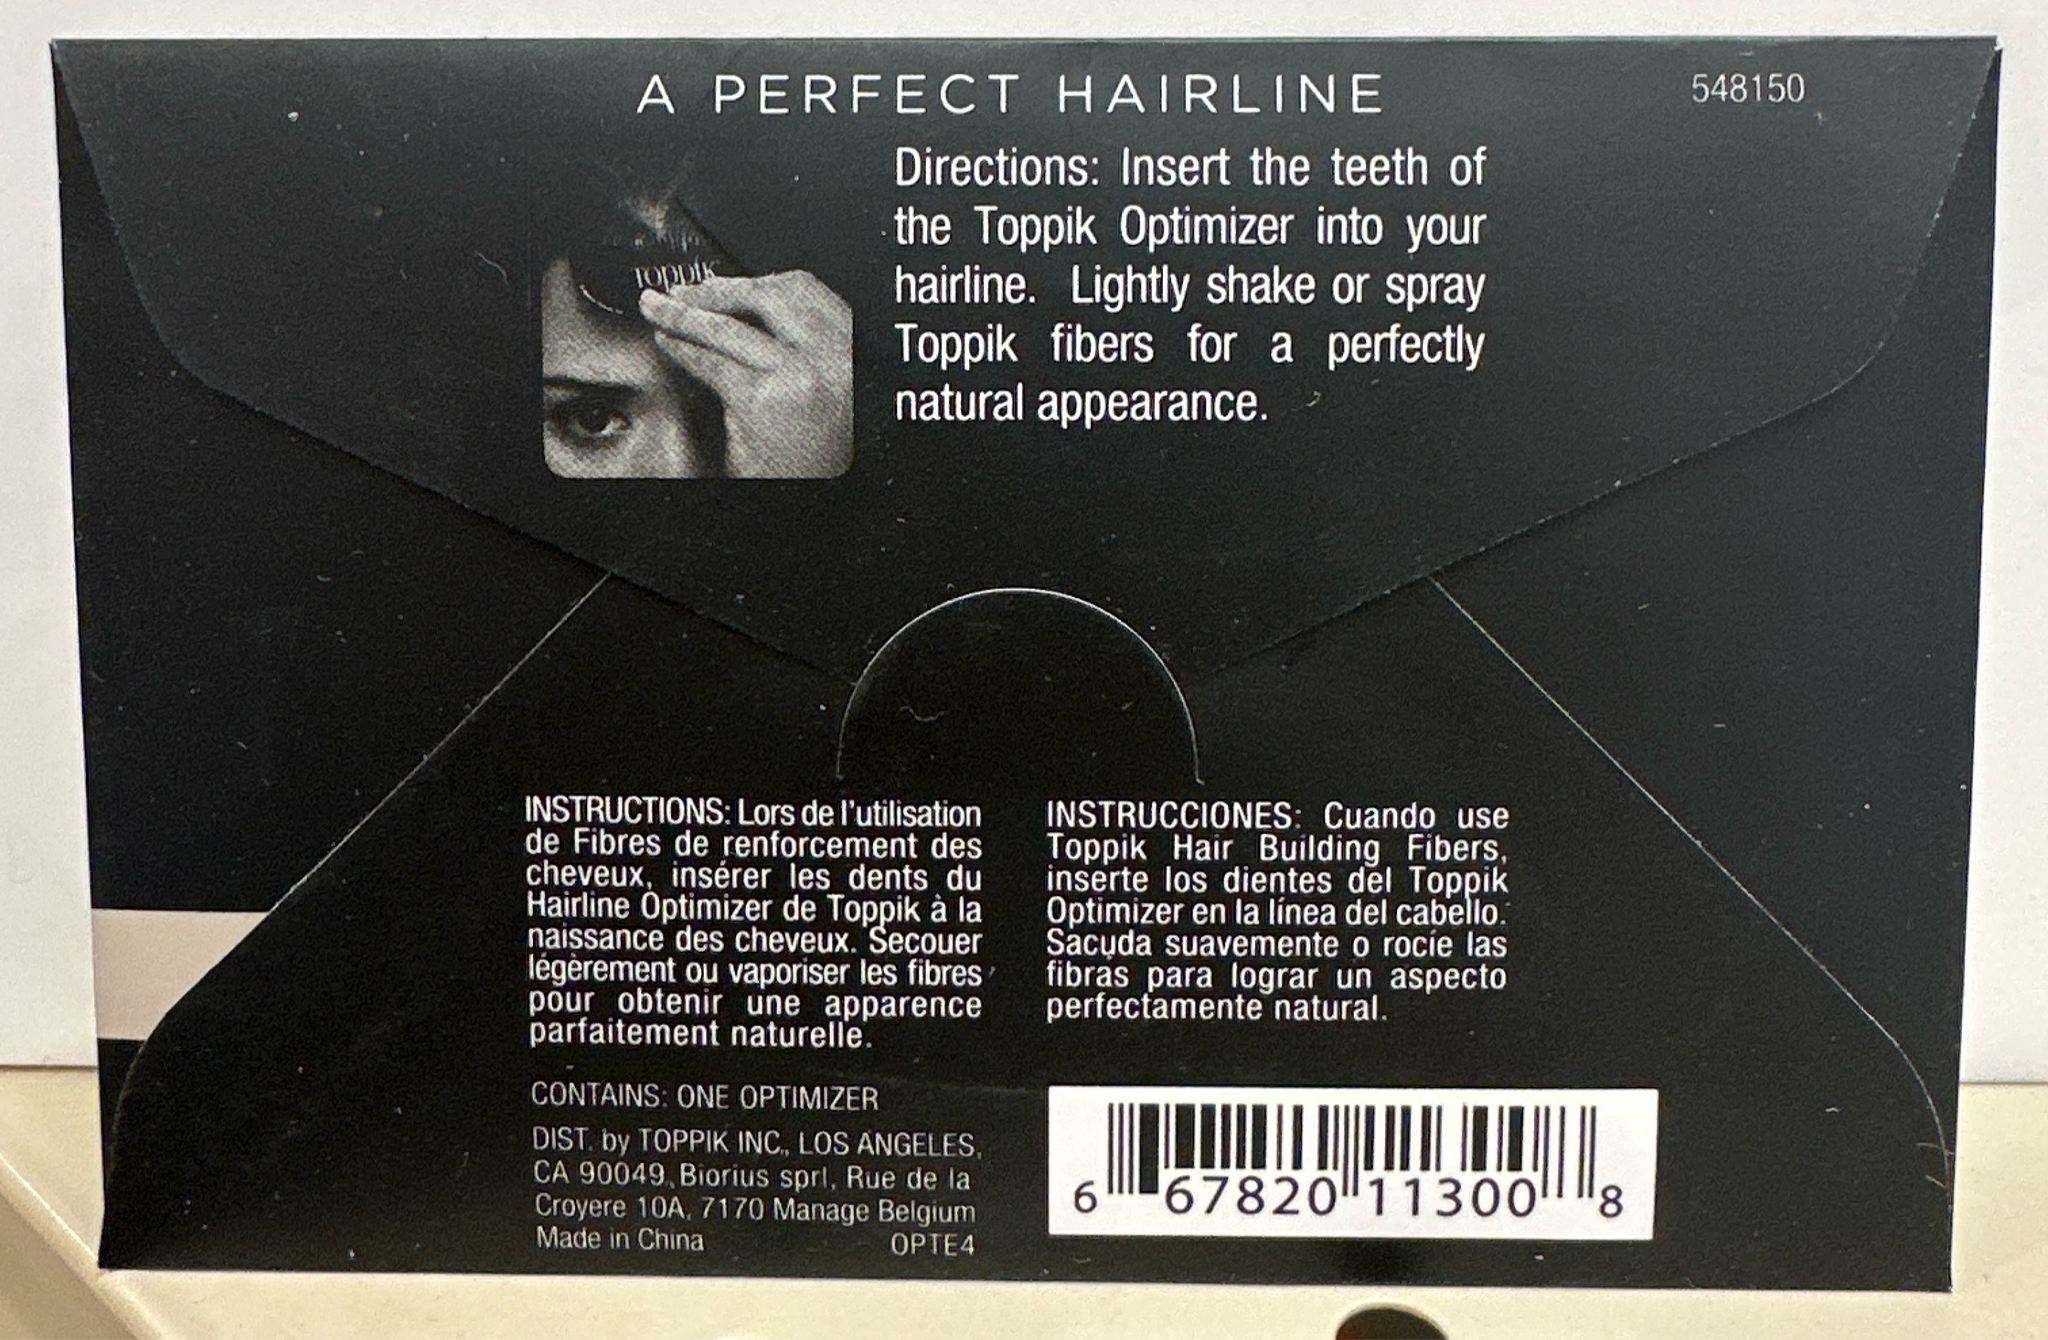 A PERFECT HAIRLINE
548150
Directions: Insert the teeth of
the Toppik Optimizer into your
hairline. Lightly shake or spray
Toppik fibers for a perfectly
natural appearance.
Toppik
INSTRUCTIONS: Lors de l'utilisation
de Fibres de renforcement des
cheveux, insérer les dents du
Hairline Optimizer de Toppik à la
naissance des cheveux. Secouer
légèrement ou vaporiser les fibres
pour obtenir une apparence
parfaitement naturelle.
INSTRUCCIONES: Cuando use
Toppik Hair Building Fibers,
inserte los dientes del Toppik
Optimizer en la línea del cabello.
Sacuda suavemente o rocíe las
fibras para lograr un aspecto
perfectamente natural.
CONTAINS: ONE OPTIMIZER
DIST. by TOPPIK INC., LOS ANGELES,
CA 90049, Biorius sprl, Rue de la
Croyere 10A, 7170 Manage Belgium
Made in China OPTE4
6 67820 11300 8